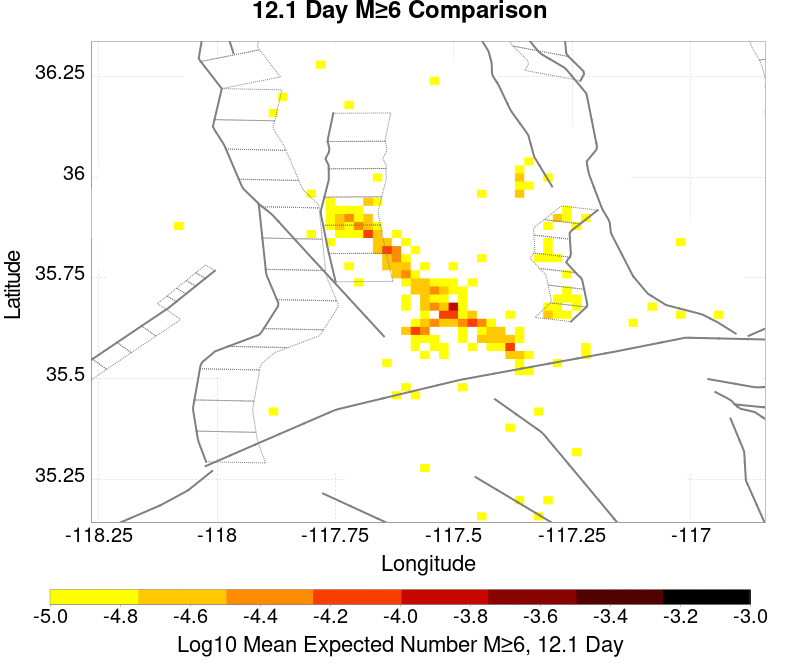 12.1 Day M≥6 Comparison
36.25
36
35.75
35.5
35.25
Latitude
-118.25 -118 -117.75 -117.5 -117.25 -117
Longitude
-5.0 -4.8 -4.6 -4.4 -4.2 -4.0 -3.8 -3.6 -3.4 -3.2 -3.0
Log10 Mean Expected Number M≥6, 12.1 Day